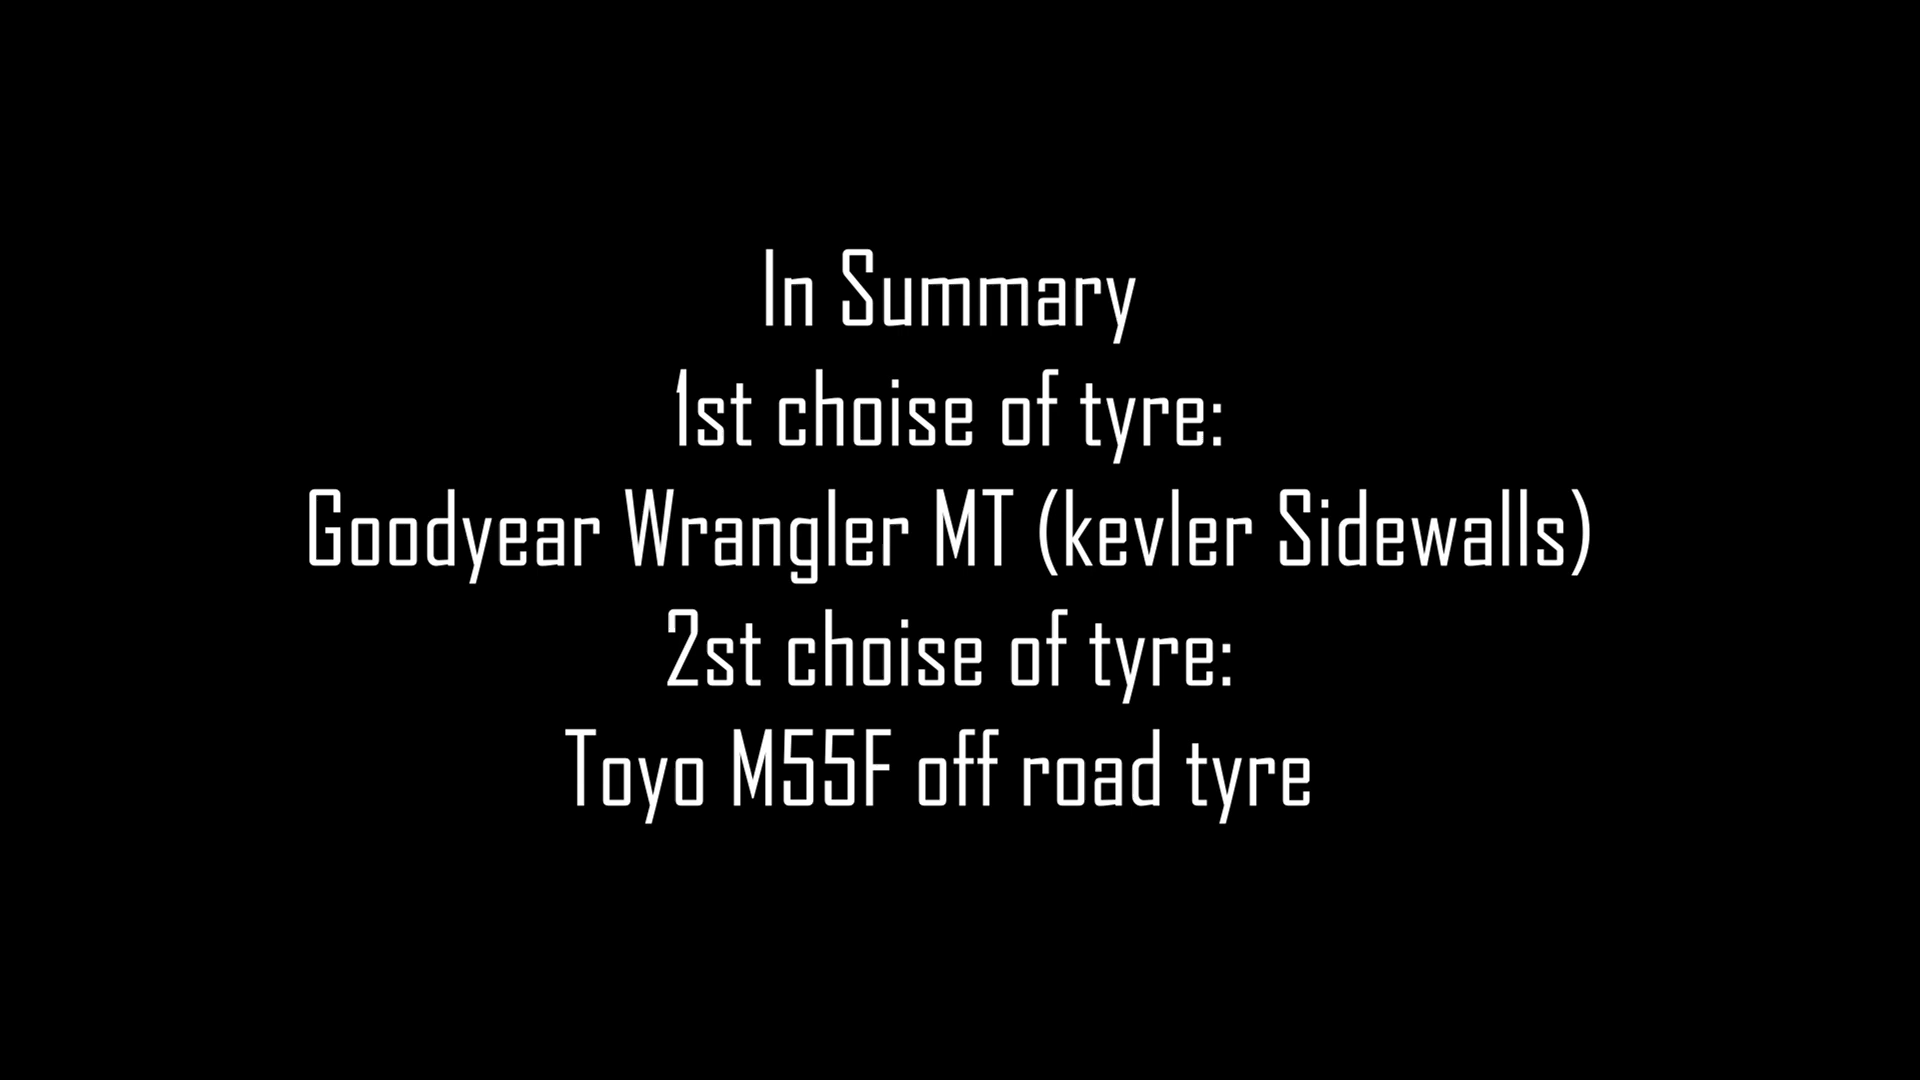 In Summary
1st choise of tyre:
Goodyear Wrangler MT (kevler Sidewalls)
2st choise of tyre:
Toyo M55F off road tyre